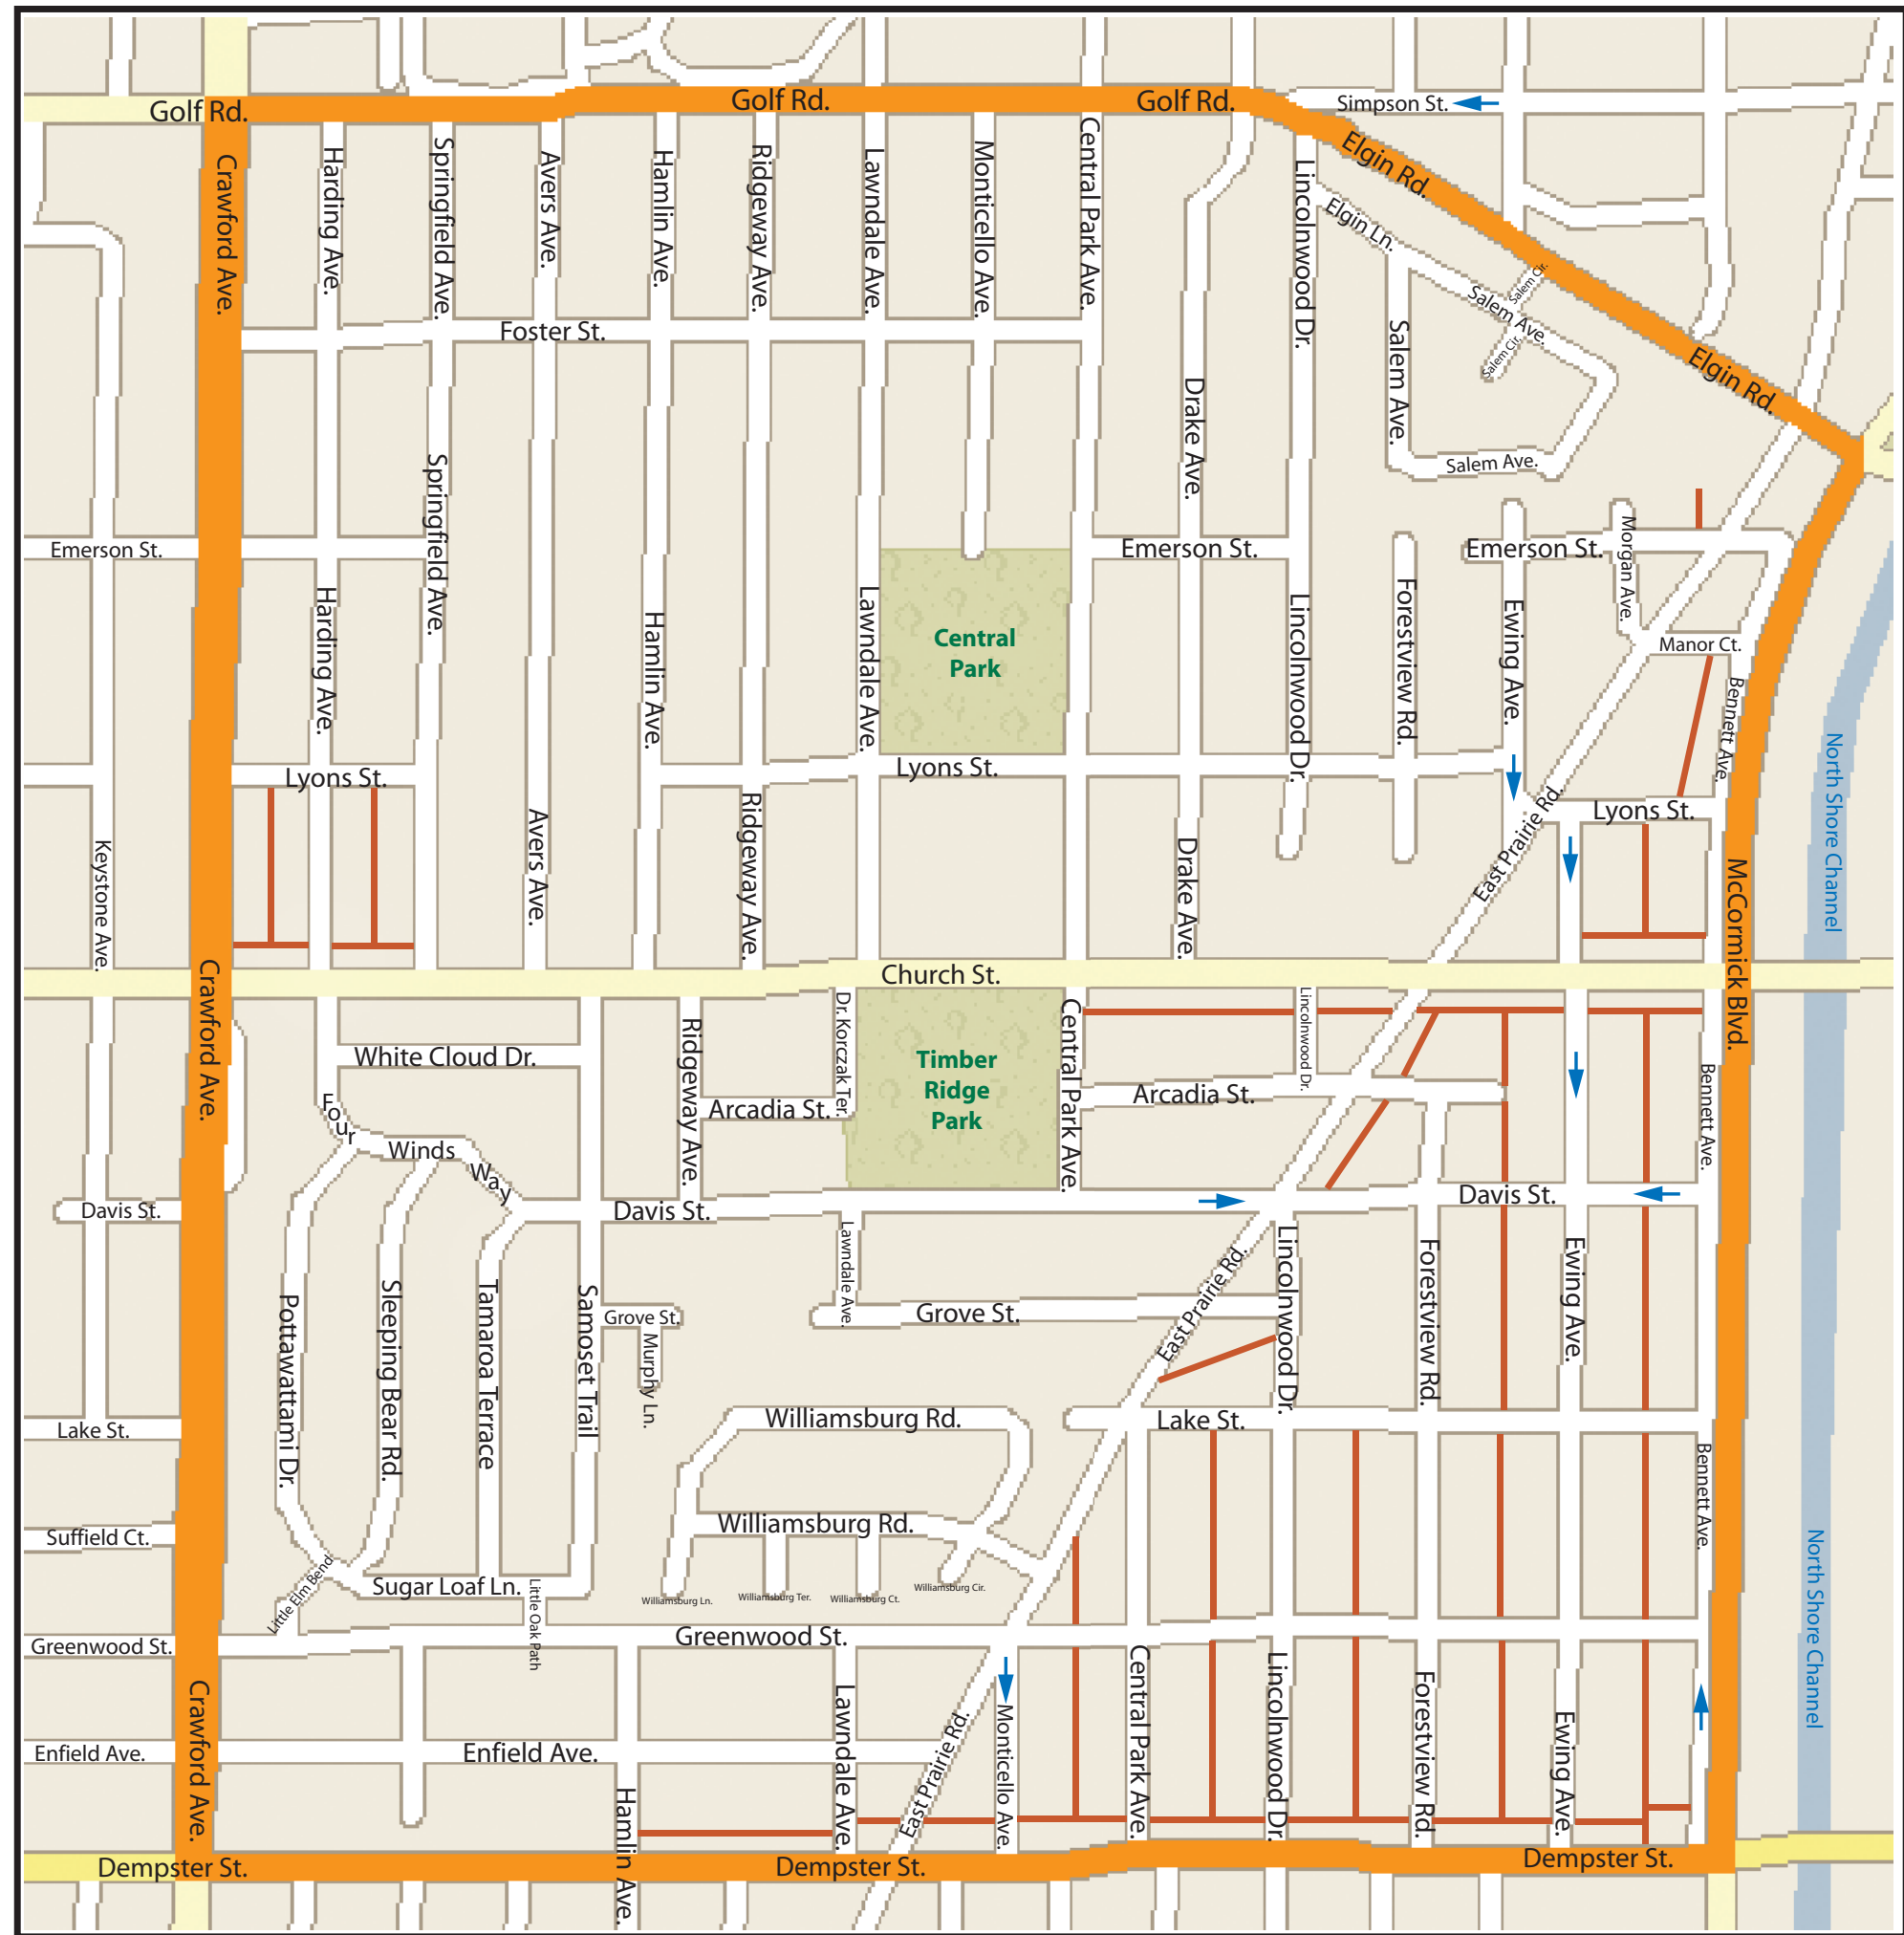 Golf Rd.
Golf Rd.
Golf Rd.
Simpson St.
Elgin Rd.
Elgin Rd.
Crawford Ave.
Harding Ave.
Springfield Ave.
Avers Ave.
Hamlin Ave.
Ridgeway Ave.
Lawndale Ave.
Monticello Ave.
Central Park Ave.
Lincolnwood Dr.
Elgin Ln.
Salem Cir.
Salem Ave.
Salem Cir.
Salem Ave.
Salem Ave.
Foster St.
Drake Ave.
Springfield Ave.
Emerson St.
Emerson St.
Emerson St.
Morgan Ave.
Harding Ave.
Hamlin Ave.
Lawndale Ave.
Central
Park
Lincolnwood Dr.
Forestview Rd.
Ewing Ave.
Manor Ct.
Bennett Ave.
North Shore Channel
Lyons St.
Lyons St.
Lyons St.
Keystone Ave.
Avers Ave.
Ridgeway Ave.
Drake Ave.
East Prairie Rd.
McCormick Blvd.
Church St.
Crawford Ave.
Dr. Korczak Ter.
Central Park Ave.
Lincolnwood Dr.
Ridgeway Ave.
White Cloud Dr.
Timber
Ridge
Park
Arcadia St.
Arcadia St.
Bennett Ave.
Four
Winds
Way
Davis St.
Davis St.
Davis St.
Lawndale Ave.
Lincolnwood Dr.
East Prairie Rd.
Forestview Rd.
Ewing Ave.
Pottawattami Dr.
Sleeping Bear Rd.
Tamaroa Terrace
Samoset Trail
Grove St.
Grove St.
Murphy Ln.
Lake St.
Williamsburg Rd.
Lake St.
Bennett Ave.
Suffield Ct.
Williamsburg Rd.
North Shore Channel
Little Elm Bend
Sugar Loaf Ln.
Little Oak Path
Williamsburg Ln.
Williamsburg Ter.
Williamsburg Ct.
Williamsburg Cir.
Greenwood St.
Greenwood St.
Crawford Ave.
Lawndale Ave.
East Prairie Rd.
Monticello Ave.
Central Park Ave.
Lincolnwood Dr.
Forestview Rd.
Ewing Ave.
Enfield Ave.
Enfield Ave.
Hamlin Ave.
Dempster St.
Dempster St.
Dempster St.